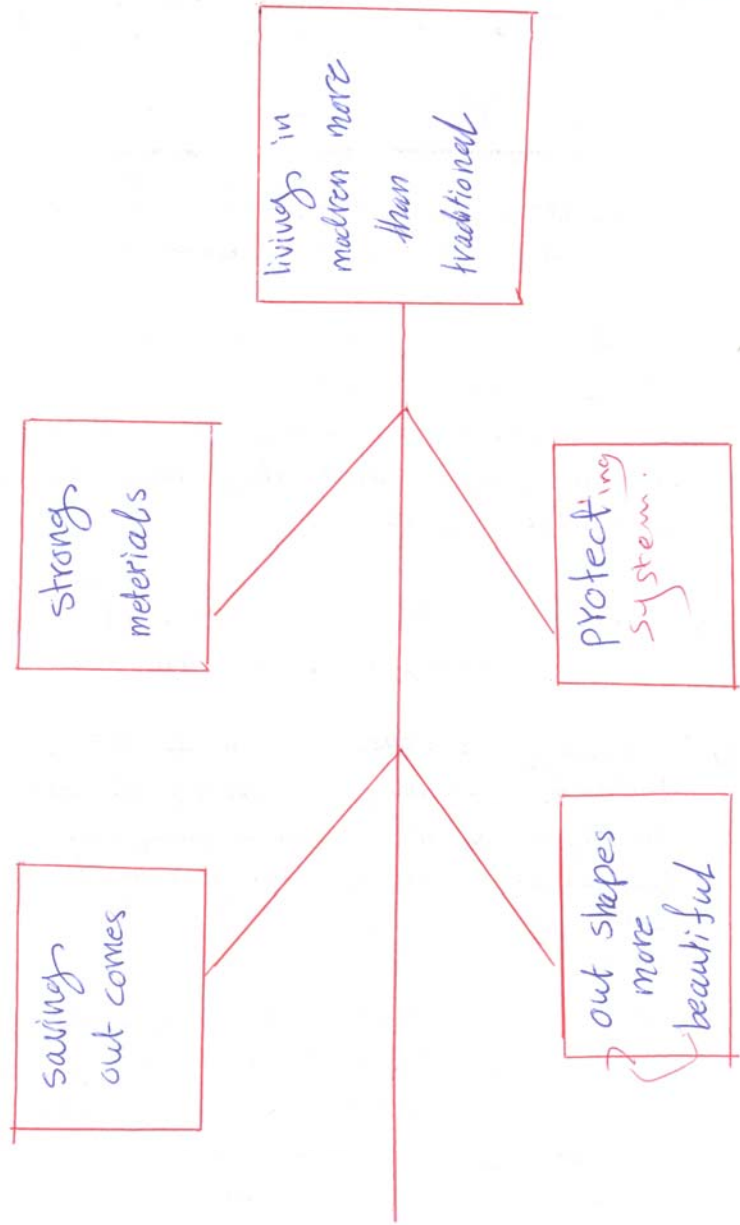 saving
out comes
strong
meterials
living in
madren more
than
traditional
out shapes
more
beautiful
protecting
system.